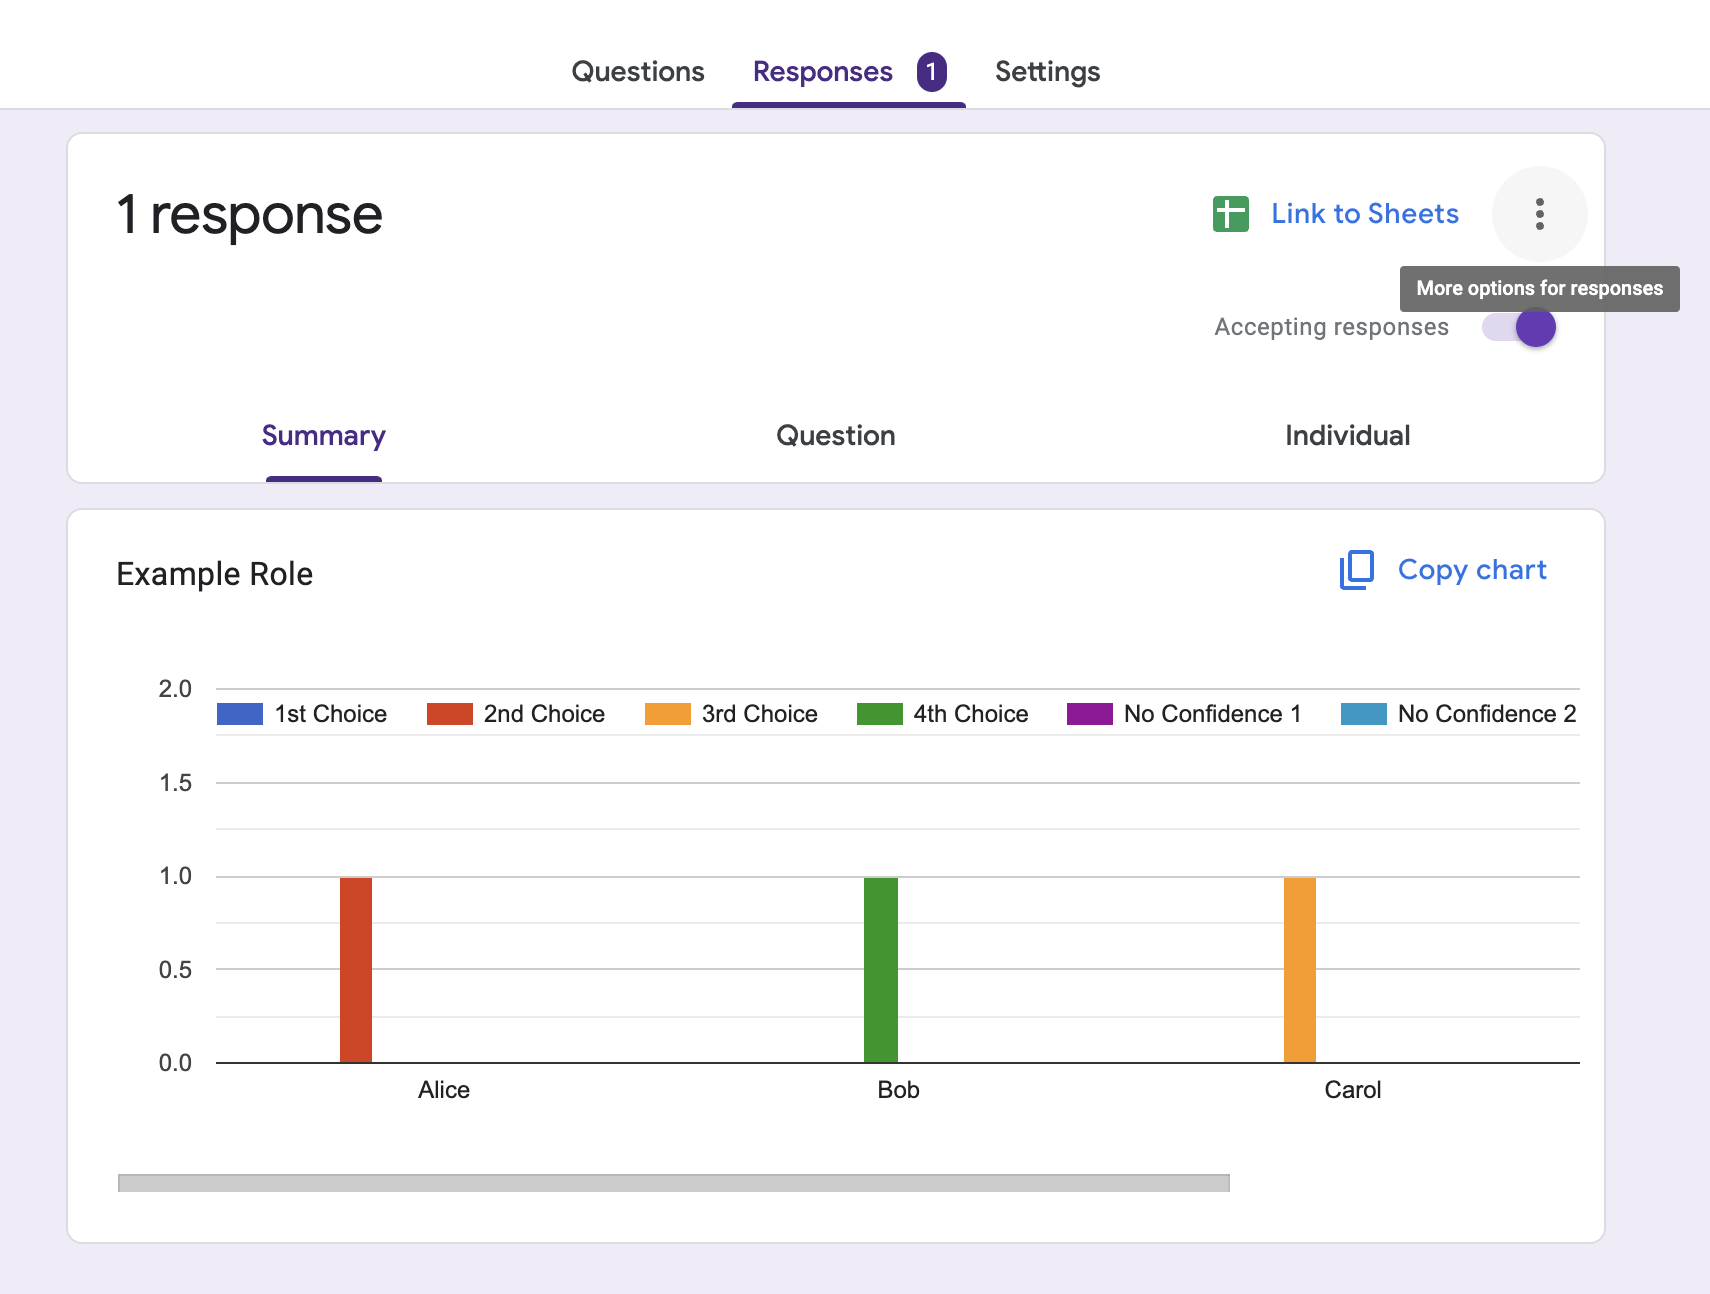 Questions Responses 1 Settings
1 response
Link to Sheets
More options for responses
Accepting responses
Summary Question Individual
Example Role
Copy chart
2.0
1st Choice 2nd Choice 3rd Choice 4th Choice No Confidence 1 No Confidence 2
1.5
1.0
0.5
0.0
Alice Bob Carol